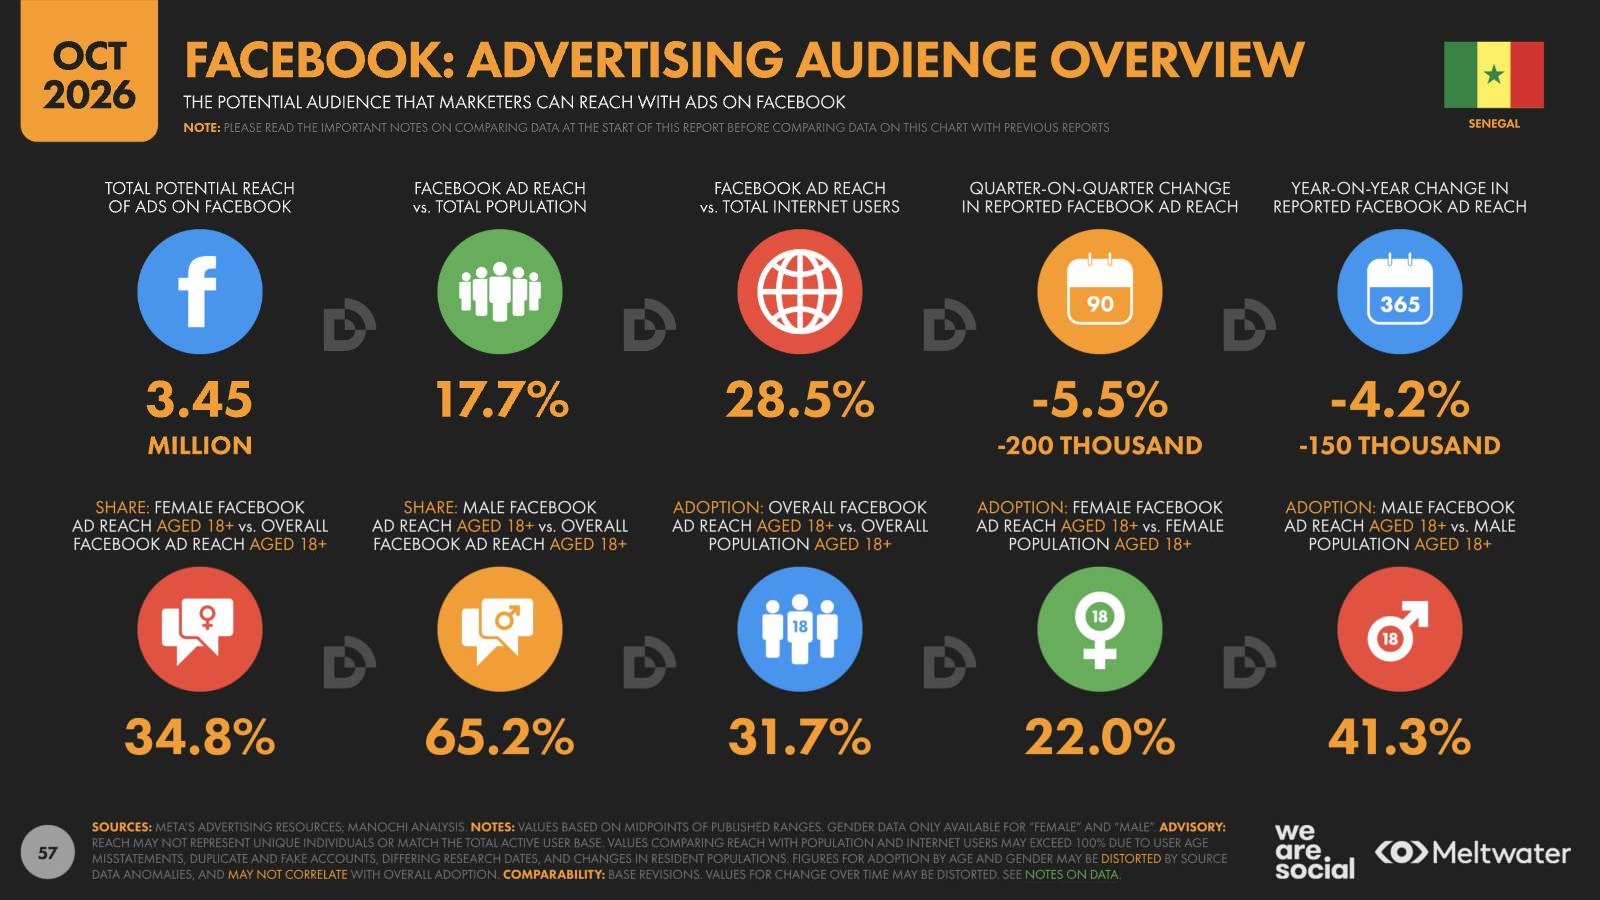 OCT
2026
FACEBOOK: ADVERTISING AUDIENCE OVERVIEW
THE POTENTIAL AUDIENCE THAT MARKETERS CAN REACH WITH ADS ON FACEBOOK
NOTE: PLEASE READ THE IMPORTANT NOTES ON COMPARING DATA AT THE START OF THIS REPORT BEFORE COMPARING DATA ON THIS CHART WITH PREVIOUS REPORTS
SENEGAL
TOTAL POTENTIAL REACH
OF ADS ON FACEBOOK
f
3.45
MILLION
FACEBOOK AD REACH
vs. TOTAL POPULATION
17.7%
FACEBOOK AD REACH
vs. TOTAL INTERNET USERS
28.5%
QUARTER-ON-QUARTER CHANGE
IN REPORTED FACEBOOK AD REACH
90
-5.5%
-200 THOUSAND
YEAR-ON-YEAR CHANGE IN
REPORTED FACEBOOK AD REACH
365
-4.2%
-150 THOUSAND
SHARE: FEMALE FACEBOOK
AD REACH AGED 18+ vs. OVERALL
FACEBOOK AD REACH AGED 18+
34.8%
SHARE: MALE FACEBOOK
AD REACH AGED 18+ vs. OVERALL
FACEBOOK AD REACH AGED 18+
65.2%
ADOPTION: OVERALL FACEBOOK
AD REACH AGED 18+ vs. OVERALL
POPULATION AGED 18+
18
31.7%
ADOPTION: FEMALE FACEBOOK
AD REACH AGED 18+ vs. FEMALE
POPULATION AGED 18+
18
22.0%
ADOPTION: MALE FACEBOOK
AD REACH AGED 18+ vs. MALE
POPULATION AGED 18+
18
41.3%
57
SOURCES: META'S ADVERTISING RESOURCES; MANOCHI ANALYSIS. NOTES: VALUES BASED ON MIDPOINTS OF PUBLISHED RANGES. GENDER DATA ONLY AVAILABLE FOR "FEMALE" AND "MALE". ADVISORY:
REACH MAY NOT REPRESENT UNIQUE INDIVIDUALS OR MATCH THE TOTAL ACTIVE USER BASE. VALUES COMPARING REACH WITH POPULATION AND INTERNET USERS MAY EXCEED 100% DUE TO USER AGE
MISSTATEMENTS, DUPLICATE AND FAKE ACCOUNTS, DIFFERING RESEARCH DATES, AND CHANGES IN RESIDENT POPULATIONS. FIGURES FOR ADOPTION BY AGE AND GENDER MAY BE DISTORTED BY SOURCE
DATA ANOMALIES, AND MAY NOT CORRELATE WITH OVERALL ADOPTION. COMPARABILITY: BASE REVISIONS. VALUES FOR CHANGE OVER TIME MAY BE DISTORTED. SEE NOTES ON DATA.
we
are
social
Meltwater